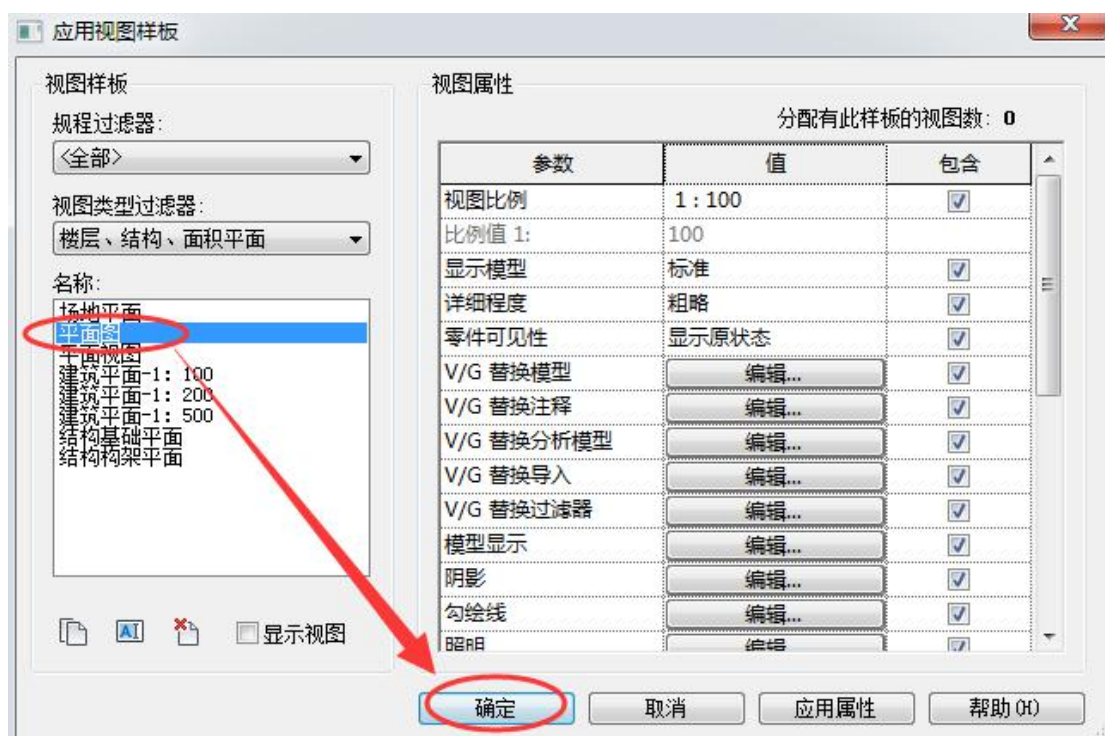 应用视图样板
视图样板
规程过滤器:
<全部>
视图类型过滤器:
楼层、结构、面积平面
名称:
场地平面
平面图
平面视图
建筑平面-1: 100
建筑平面-1: 200
建筑平面-1: 500
结构基础平面
结构构架平面
显示视图
视图属性
分配有此样板的视图数: 0
参数 值 包含
视图比例 1 : 100
比例值 1: 100
显示模型 标准
详细程度 粗略
零件可见性 显示原状态
V/G 替换模型 编辑...
V/G 替换注释 编辑...
V/G 替换分析模型 编辑...
V/G 替换导入 编辑...
V/G 替换过滤器 编辑...
模型显示 编辑...
阴影 编辑...
勾绘线 编辑...
照明 编辑...
确定 取消 应用属性 帮助(H)